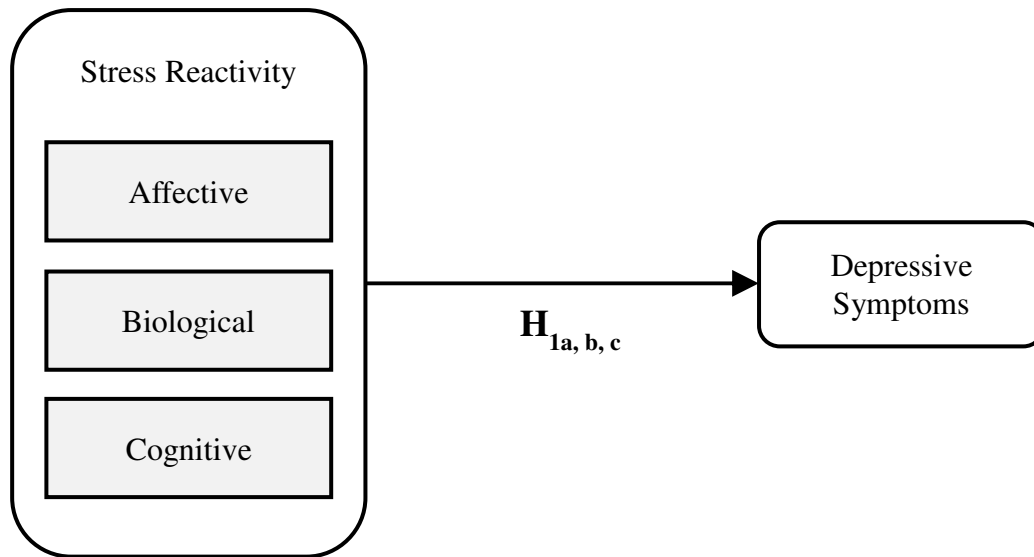 Stress Reactivity
Affective
Biological
Cognitive
H1a, b, c
Depressive
Symptoms